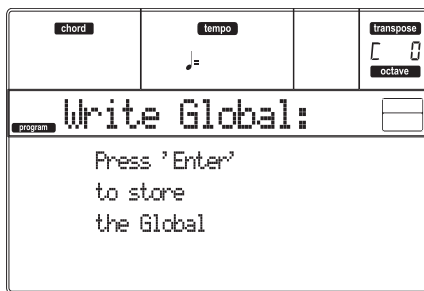 chord tempo transpose
♩= C 0
octave
program Write Global:
Press 'Enter'
to store
the Global